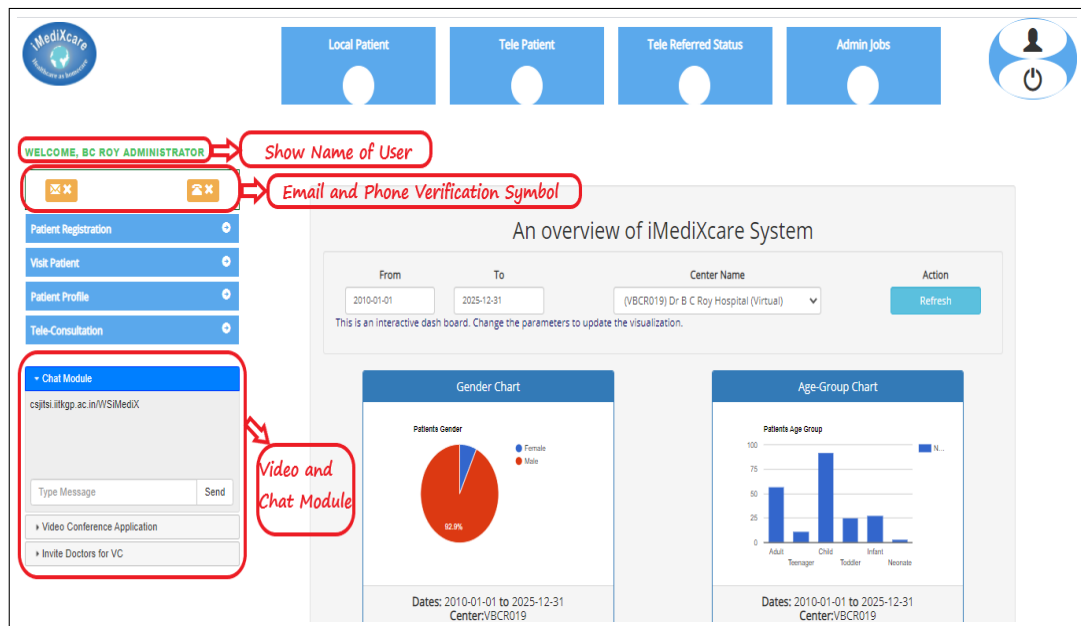 iMediXcare
Healthcare as homecare
Local Patient
Tele Patient
Tele Referred Status
Admin Jobs
WELCOME, BC ROY ADMINISTRATOR
Show Name of User
Email and Phone Verification Symbol
Patient Registration
Visit Patient
Patient Profile
Tele-Consultation
Chat Module
csjitsi.iitkgp.ac.in/WSiMediX
Type Message
Send
Video Conference Application
Invite Doctors for VC
Video and
Chat Module
An overview of iMediXcare System
From
To
Center Name
Action
2010-01-01
2025-12-31
(VBCR019) Dr B C Roy Hospital (Virtual)
Refresh
This is an interactive dash board. Change the parameters to update the visualization.
Gender Chart
Patients Gender
Female
Male
92.9%
Dates: 2010-01-01 to 2025-12-31
Center:VBCR019
Age-Group Chart
Patients Age Group
N...
100
75
50
25
0
Adult
Teenager
Child
Toddler
Infant
Neonate
Dates: 2010-01-01 to 2025-12-31
Center:VBCR019